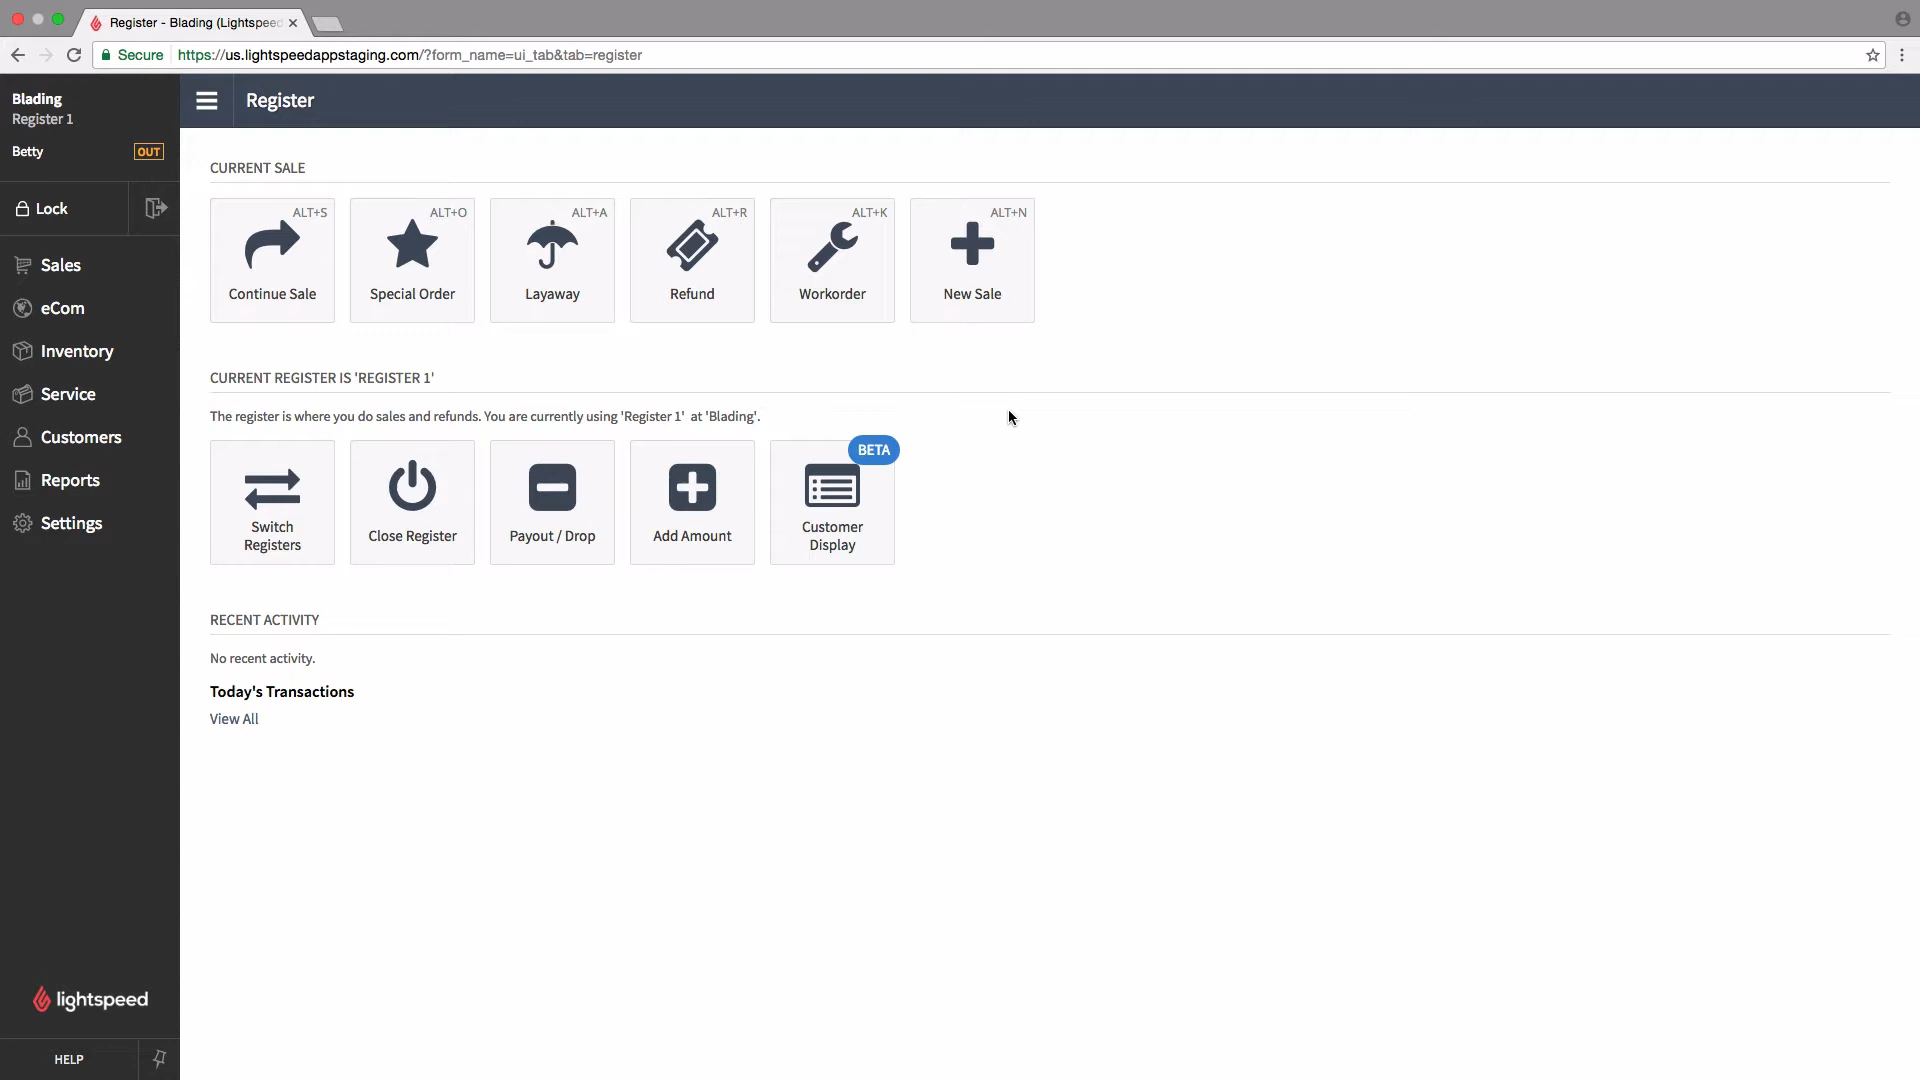 Register - Blading (Lightspeed
Secure https://us.lightspeedappstaging.com/?form_name=ui_tab&tab=register
Blading
Register 1
Betty OUT
Lock
Sales
eCom
Inventory
Service
Customers
Reports
Settings
lightspeed
HELP
Register
CURRENT SALE
ALT+S
Continue Sale
ALT+O
Special Order
ALT+A
Layaway
ALT+R
Refund
ALT+K
Workorder
ALT+N
New Sale
CURRENT REGISTER IS 'REGISTER 1'
The register is where you do sales and refunds. You are currently using 'Register 1' at 'Blading'.
Switch
Registers
Close Register
Payout / Drop
Add Amount
BETA
Customer
Display
RECENT ACTIVITY
No recent activity.
Today's Transactions
View All